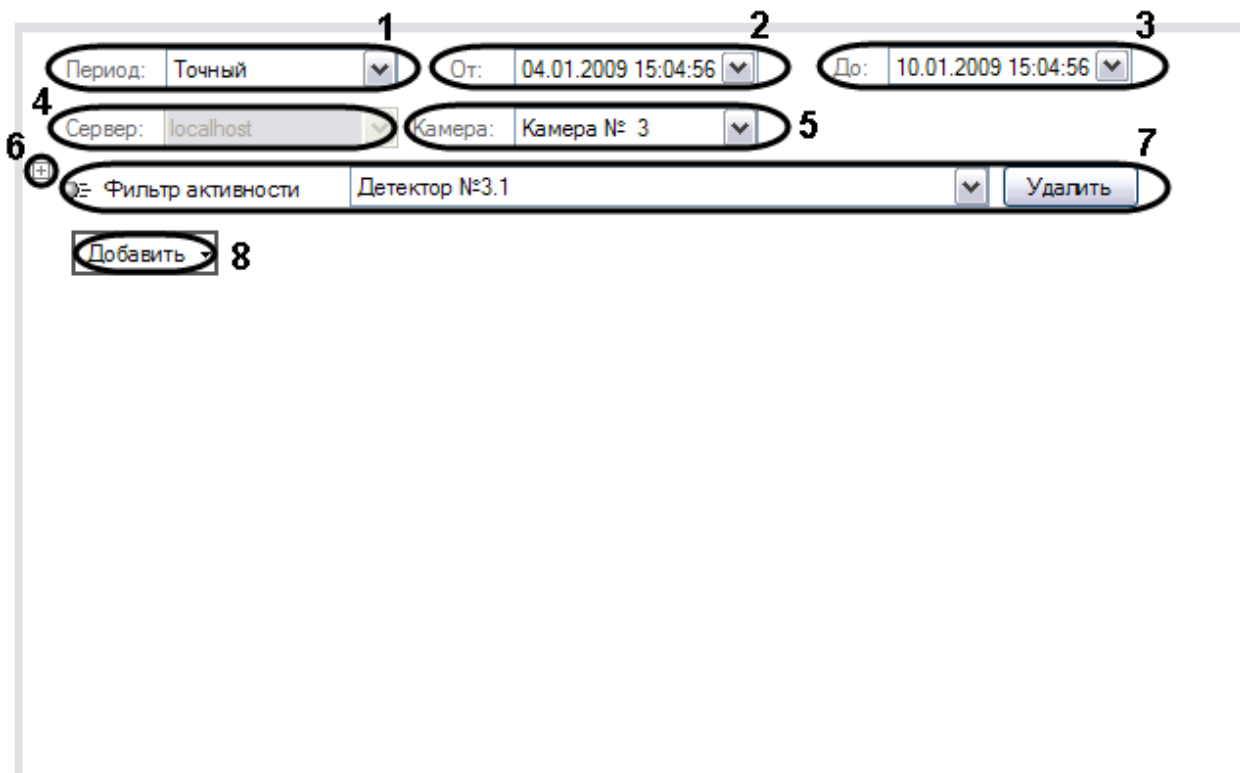 1 2 3
Период: Точный От: 04.01.2009 15:04:56 До: 10.01.2009 15:04:56
4
Сервер: localhost Камера: Камера № 3 5
6 7
Фильтр активности Детектор №3.1 Удалить
Добавить 8